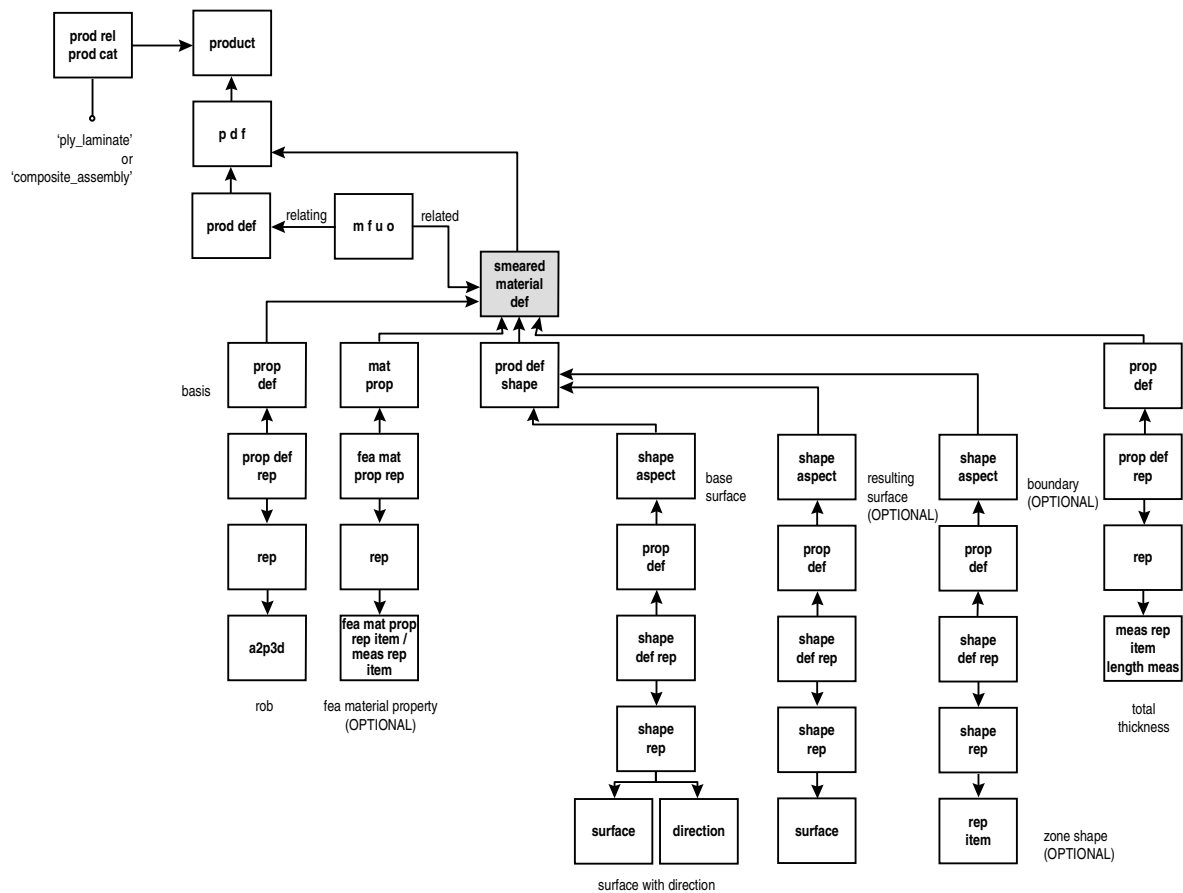 prod rel
prod cat
product
'ply_laminate'
or
'composite_assembly'
p d f
prod def
relating
m f u o
related
smeared
material
def
basis
prop
def
mat
prop
prod def
shape
prop
def
prop def
rep
fea mat
prop rep
shape
aspect
base
surface
shape
aspect
resulting
surface
(OPTIONAL)
shape
aspect
boundary
(OPTIONAL)
prop def
rep
rep
rep
prop
def
prop
def
prop
def
rep
a2p3d
rob
fea mat prop
rep item /
meas rep
item
fea material property
(OPTIONAL)
shape
def rep
shape
def rep
shape
def rep
meas rep
item
length meas
total
thickness
shape
rep
shape
rep
shape
rep
surface
direction
surface with direction
surface
rep
item
zone shape
(OPTIONAL)